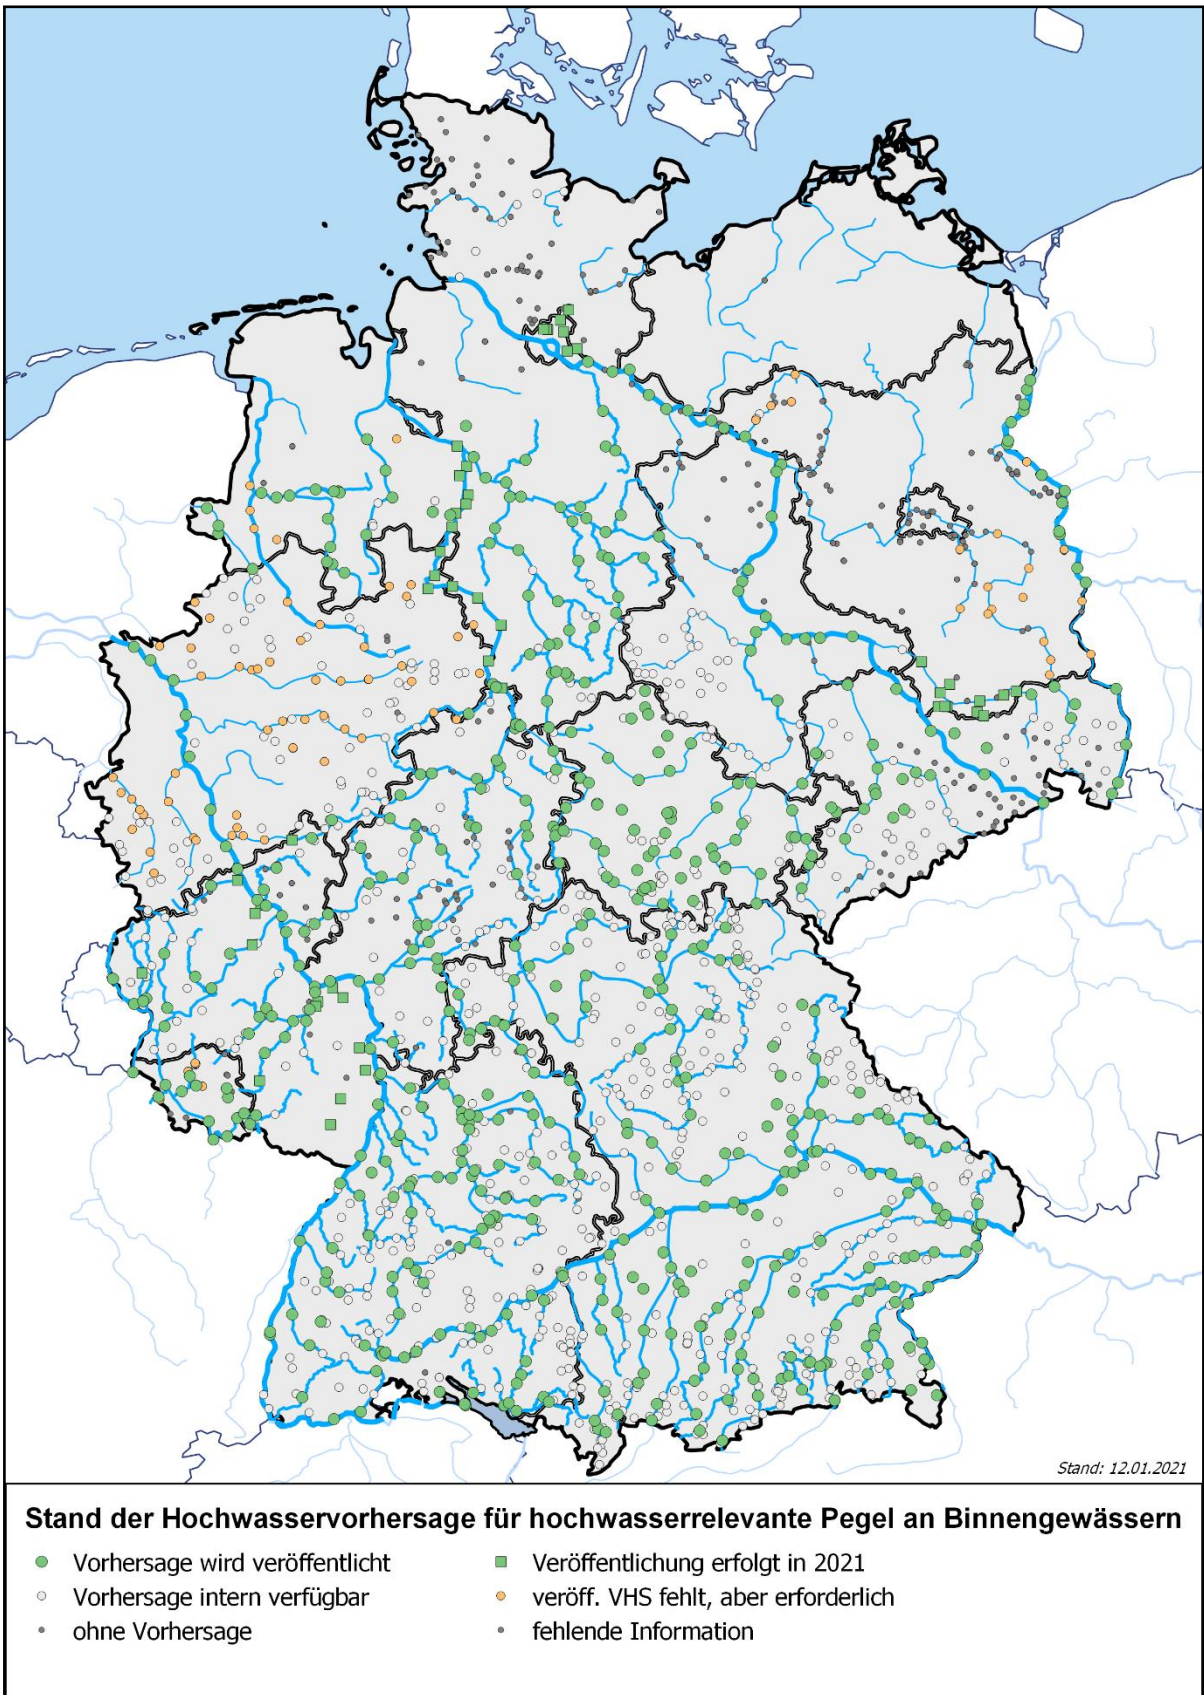 Stand: 12.01.2021
Stand der Hochwasservorhersage für hochwasserrelevante Pegel an Binnengewässern
Vorhersage wird veröffentlicht
Veröffentlichung erfolgt in 2021
Vorhersage intern verfügbar
veröff. VHS fehlt, aber erforderlich
ohne Vorhersage
fehlende Information